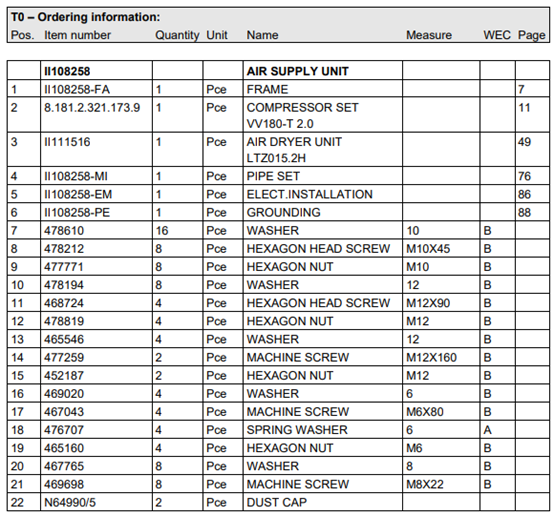 T0 – Ordering information:
Pos. Item number Quantity Unit Name Measure WEC Page
II108258 AIR SUPPLY UNIT
1 II108258-FA 1 Pce FRAME 7
2 8.181.2.321.173.9 1 Pce COMPRESSOR SET 11
VV180-T 2.0
3 II111516 1 Pce AIR DRYER UNIT 49
LTZ015.2H
4 II108258-MI 1 Pce PIPE SET 76
5 II108258-EM 1 Pce ELECT.INSTALLATION 86
6 II108258-PE 1 Pce GROUNDING 88
7 478610 16 Pce WASHER 10 B
8 478212 8 Pce HEXAGON HEAD SCREW M10X45 B
9 477771 8 Pce HEXAGON NUT M10 B
10 478194 8 Pce WASHER 12 B
11 468724 4 Pce HEXAGON HEAD SCREW M12X90 B
12 478819 4 Pce HEXAGON NUT M12 B
13 465546 4 Pce WASHER 12 B
14 477259 2 Pce MACHINE SCREW M12X160 B
15 452187 2 Pce HEXAGON NUT M12 B
16 469020 4 Pce WASHER 6 B
17 467043 4 Pce MACHINE SCREW M6X80 B
18 476707 4 Pce SPRING WASHER 6 A
19 465160 4 Pce HEXAGON NUT M6 B
20 467765 8 Pce WASHER 8 B
21 469698 8 Pce MACHINE SCREW M8X22 B
22 N64990/5 2 Pce DUST CAP